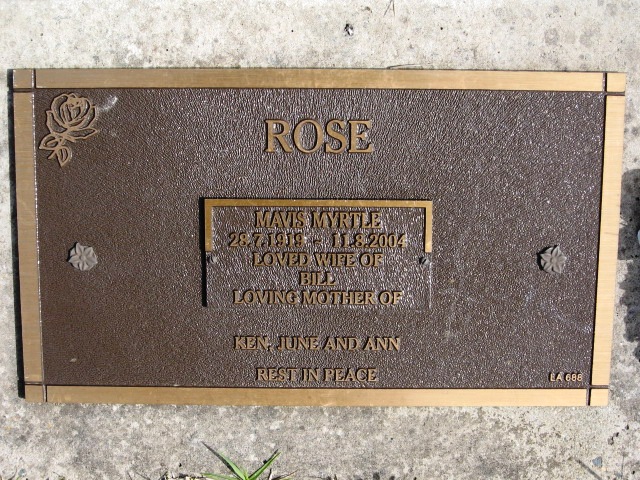 ROSE
MAVIS MYRTLE
28.7.1919 - 11.8.2004
LOVED WIFE OF
BILL
LOVING MOTHER OF
KEN, JUNE AND ANN
REST IN PEACE
LA 688